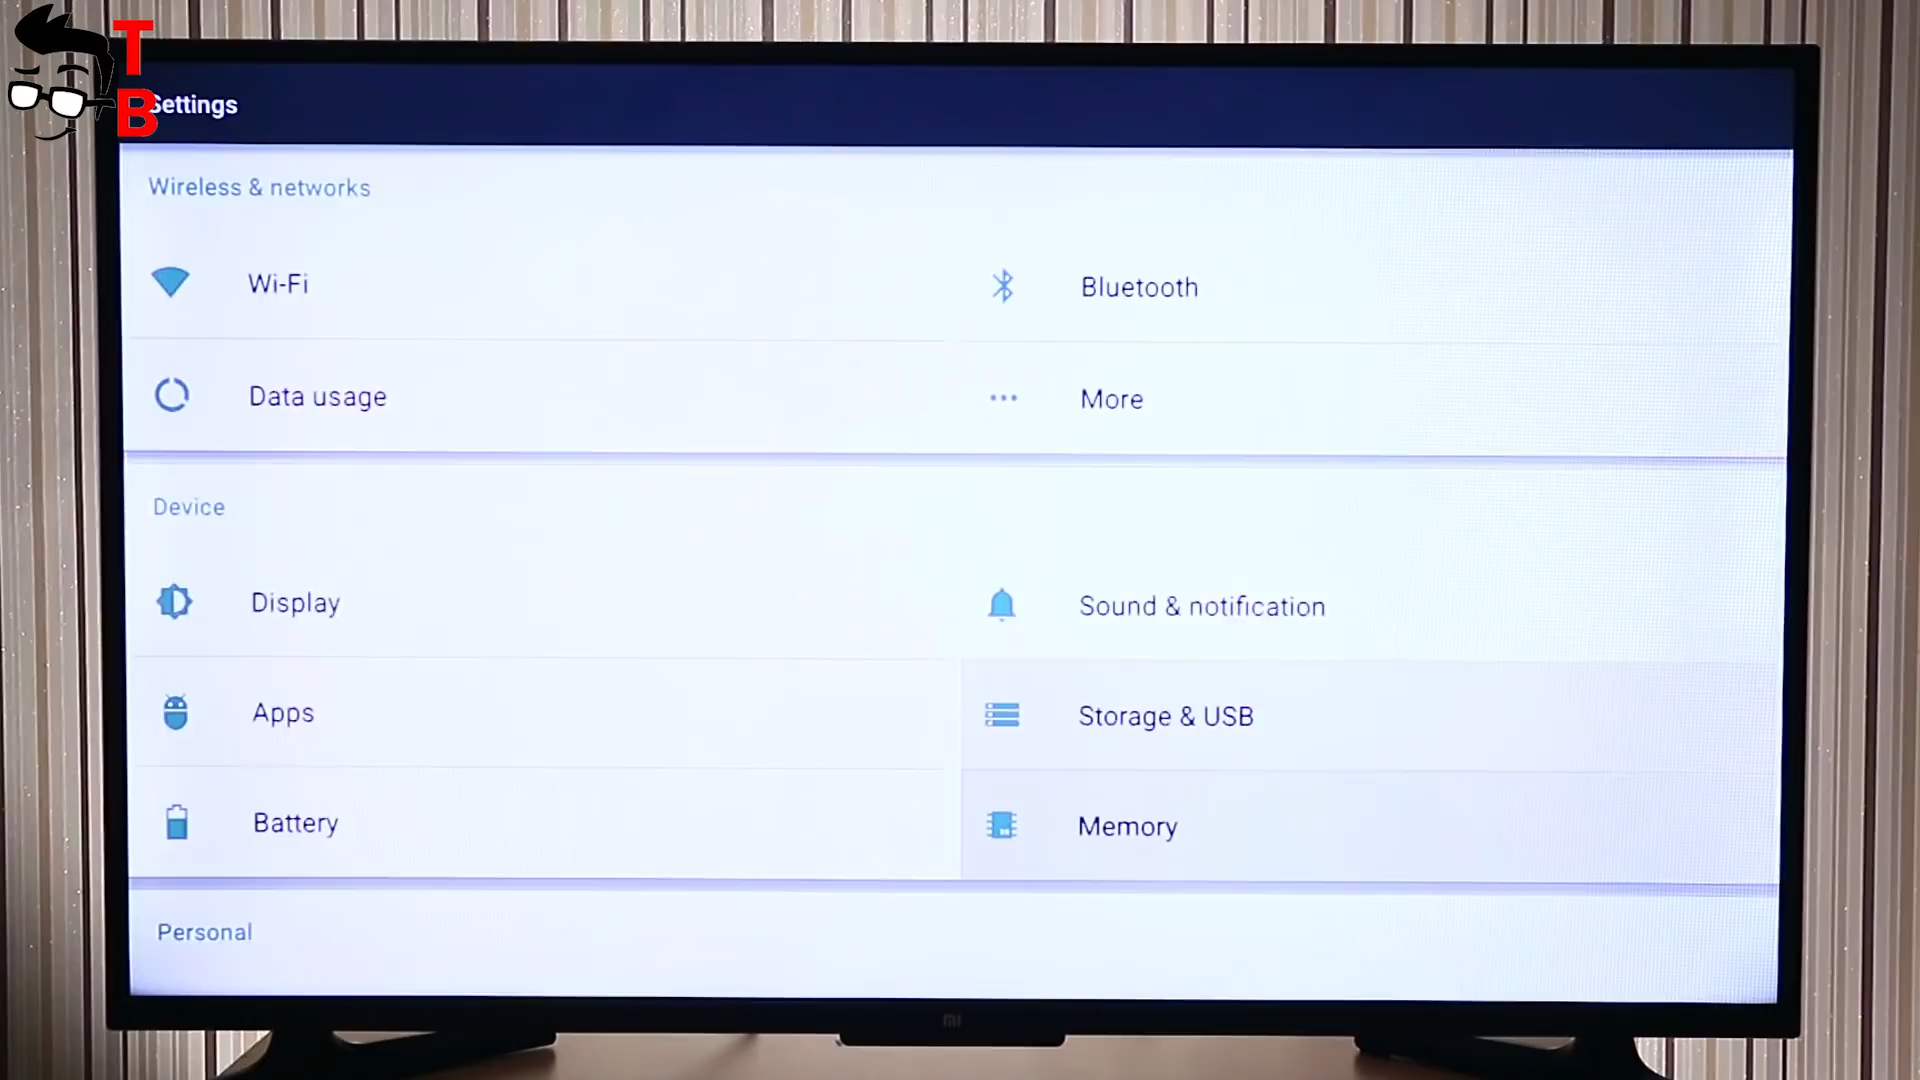 TB
Settings
Wireless & networks
Wi-Fi
Bluetooth
Data usage
More
Device
Display
Sound & notification
Apps
Storage & USB
Battery
Memory
Personal
mi